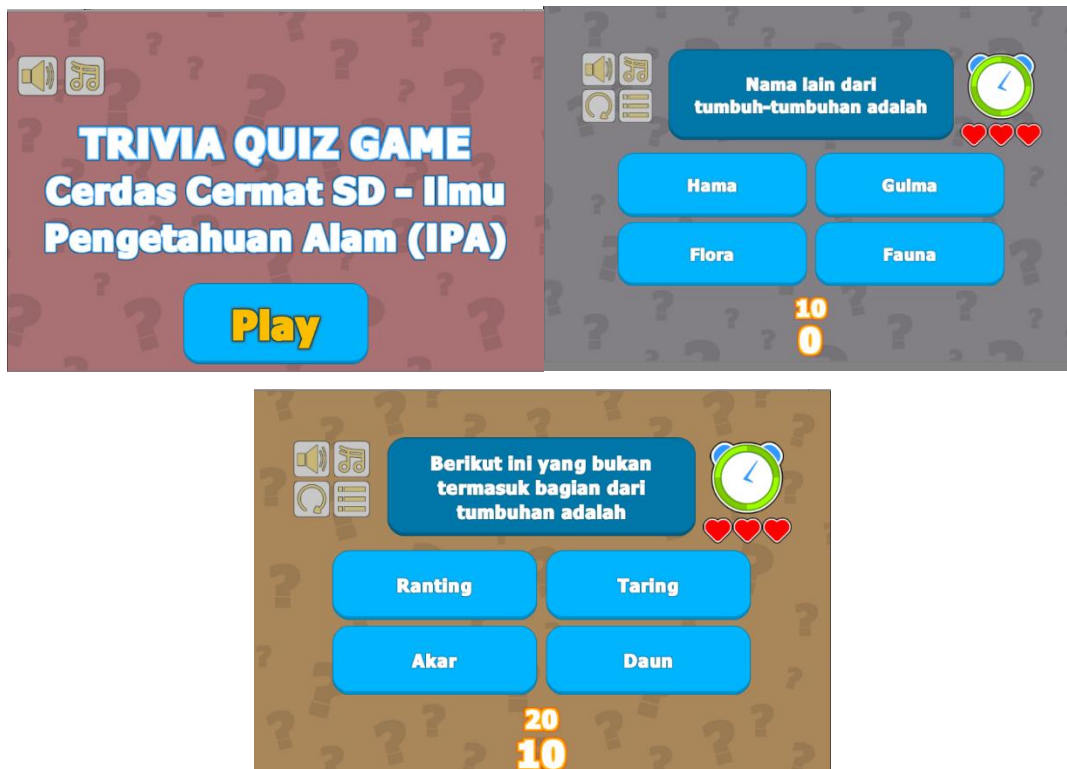 TRIVIA QUIZ GAME
Cerdas Cermat SD - Ilmu
Pengetahuan Alam (IPA)
Play
Nama lain dari
tumbuh-tumbuhan adalah
Hama
Gulma
Flora
Fauna
10
0
Berikut ini yang bukan
termasuk bagian dari
tumbuhan adalah
Ranting
Taring
Akar
Daun
20
10